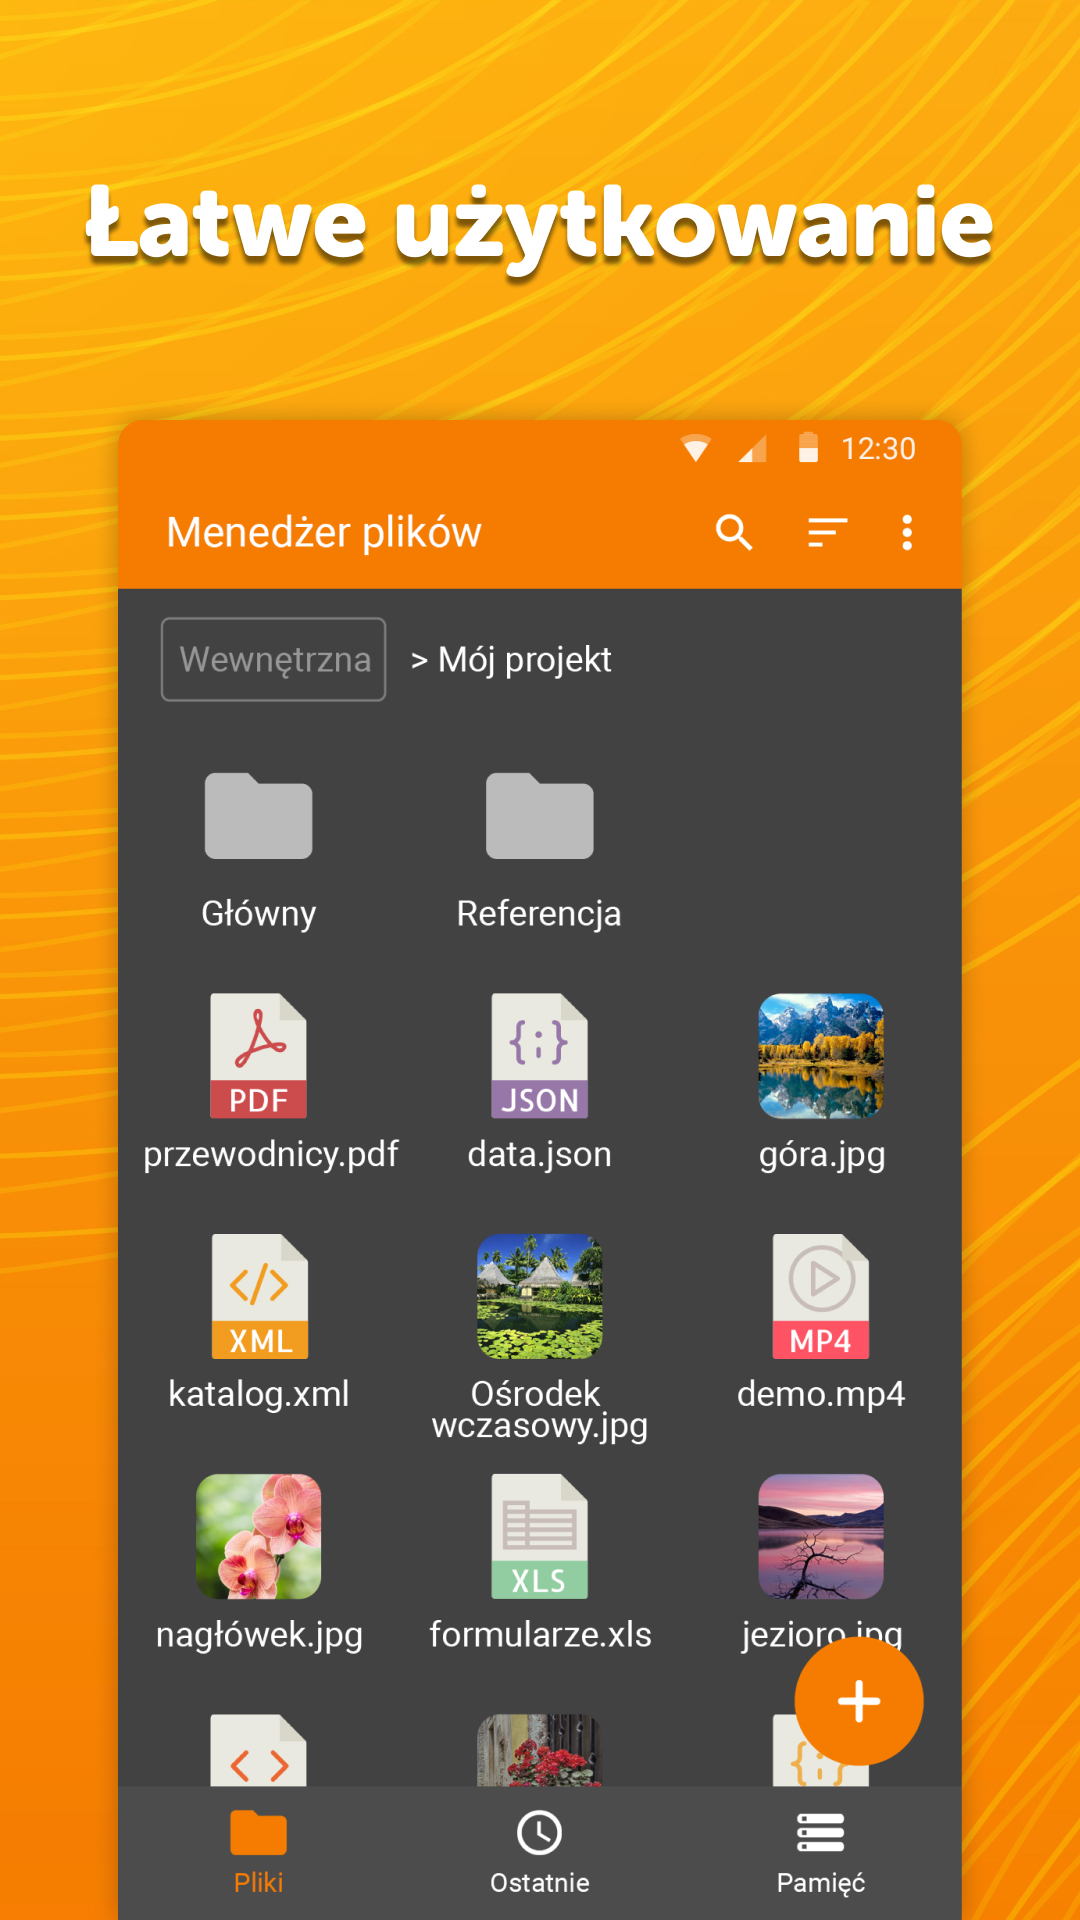 Łatwe użytkowanie
12:30
Menedżer plików
Wewnętrzna > Mój projekt
Główny Referencja
PDF JSON
przewodnicy.pdf data.json góra.jpg
XML MP4
katalog.xml Ośrodek demo.mp4
wczasowy.jpg
XLS
nagłówek.jpg formularze.xls jezioro.jpg
Pliki Ostatnie Pamięć